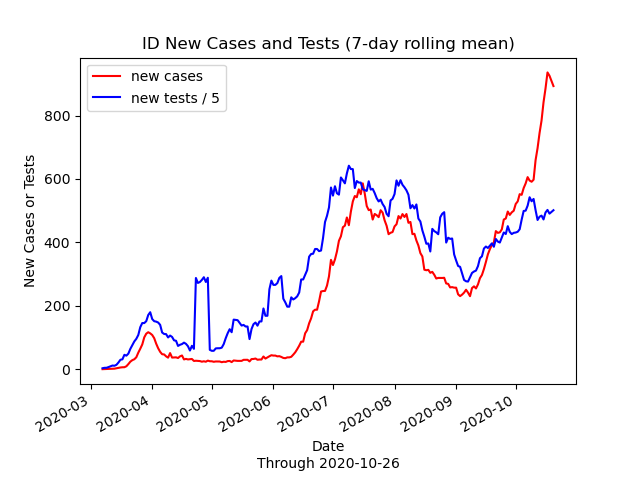 ID New Cases and Tests (7-day rolling mean)
new cases
new tests / 5
New Cases or Tests
800
600
400
200
0
2020-03
2020-04
2020-05
2020-06
2020-07
2020-08
2020-09
2020-10
Date
Through 2020-10-26